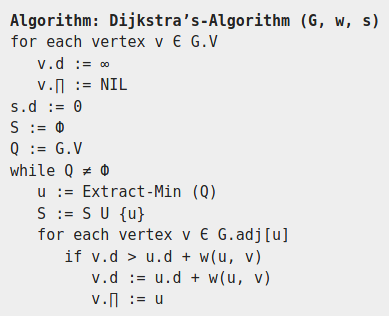 Algorithm: Dijkstra’s-Algorithm (G, w, s)
for each vertex v Є G.V
   v.d := ∞
   v.∏ := NIL
s.d := 0
S := Ф
Q := G.V
while Q ≠ Ф
   u := Extract-Min (Q)
   S := S U {u}
   for each vertex v Є G.adj[u]
      if v.d > u.d + w(u, v)
         v.d := u.d + w(u, v)
         v.∏ := u